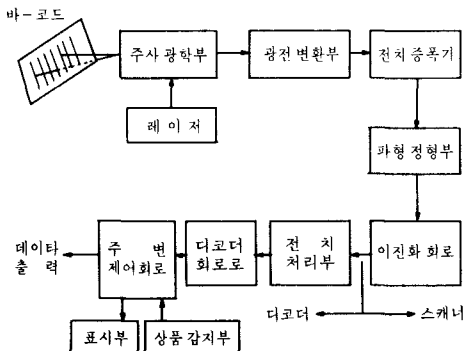 바-코드
주사 광학부
광전 변환부
전치 증폭기
레 이 저
파형 정형부
데이타
출 력
주 변
제어회로
디코더
회로로
전 치
처리부
이진화 회로
디코더
스캐너
표시부
상품 감지부